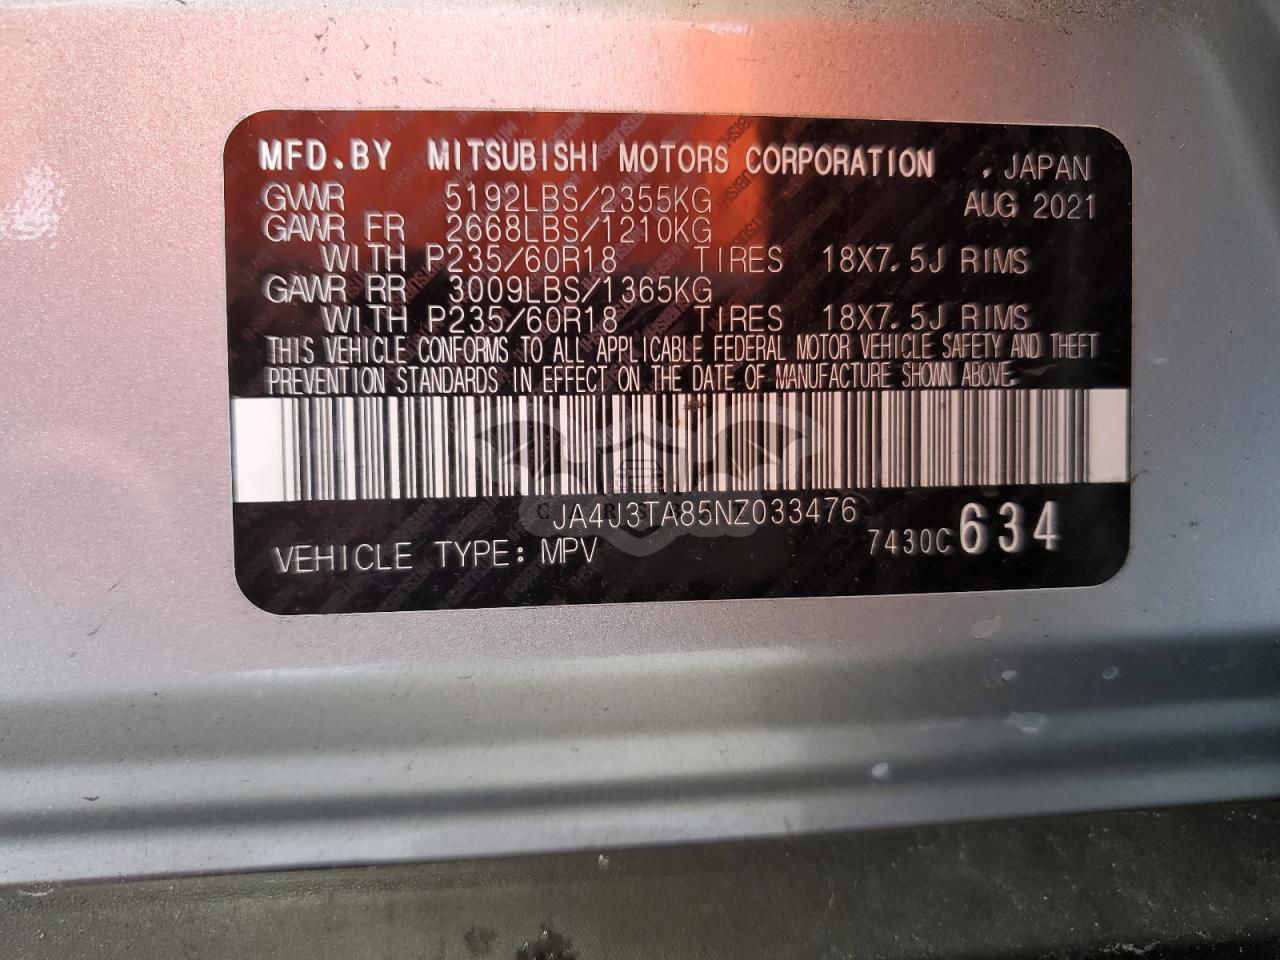 MFD.BY MITSUBISHI MOTORS CORPORATION , JAPAN
GVWR 5192LBS/2355KG AUG 2021
GAWR FR 2668LBS/1210KG
WITH P235/60R18 TIRES 18X7.5J RIMS
GAWR RR 3009LBS/1365KG
WITH P235/60R18 TIRES 18X7.5J RIMS
THIS VEHICLE CONFORMS TO ALL APPLICABLE FEDERAL MOTOR VEHICLE SAFETY AND THEFT
PREVENTION STANDARDS IN EFFECT ON THE DATE OF MANUFACTURE SHOWN ABOVE.
JA4J3TA85NZ033476
VEHICLE TYPE: MPV 7430C 634